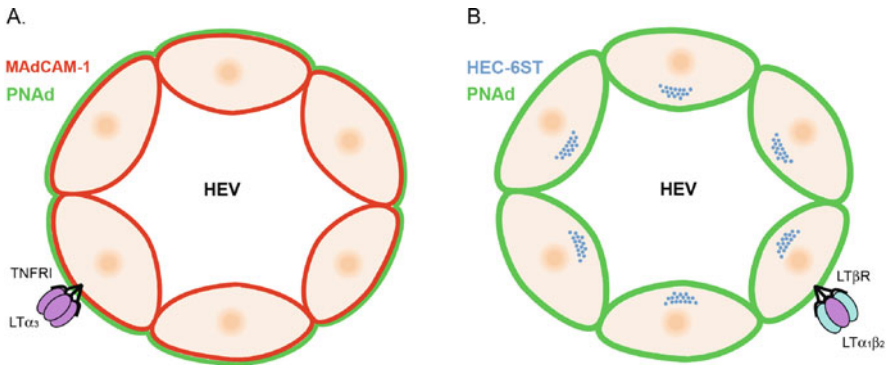 A.
MAdCAM-1
PNAd
HEV
TNFRI
LTα₃
B.
HEC-6ST
PNAd
HEV
LTβR
LTα₁β₂